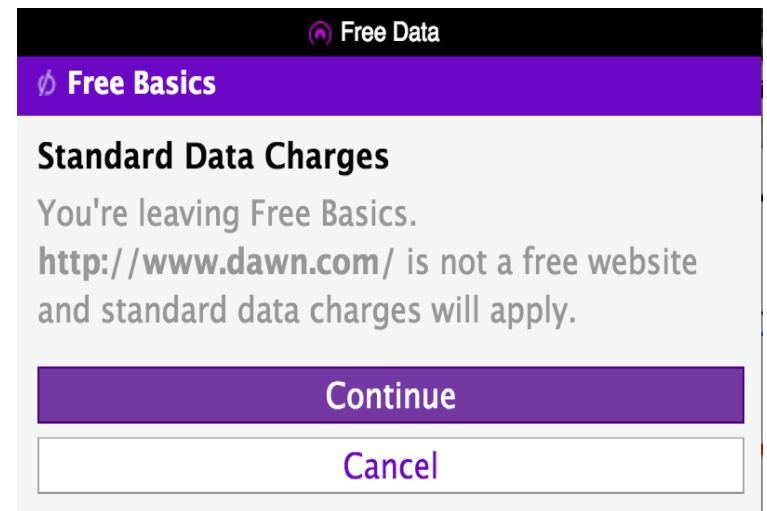 Free Data
Free Basics
Standard Data Charges
You're leaving Free Basics.
http://www.dawn.com/ is not a free website
and standard data charges will apply.
Continue
Cancel